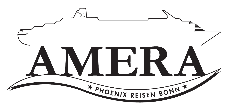 AMERA
★ PHOENIX REISEN BONN ★